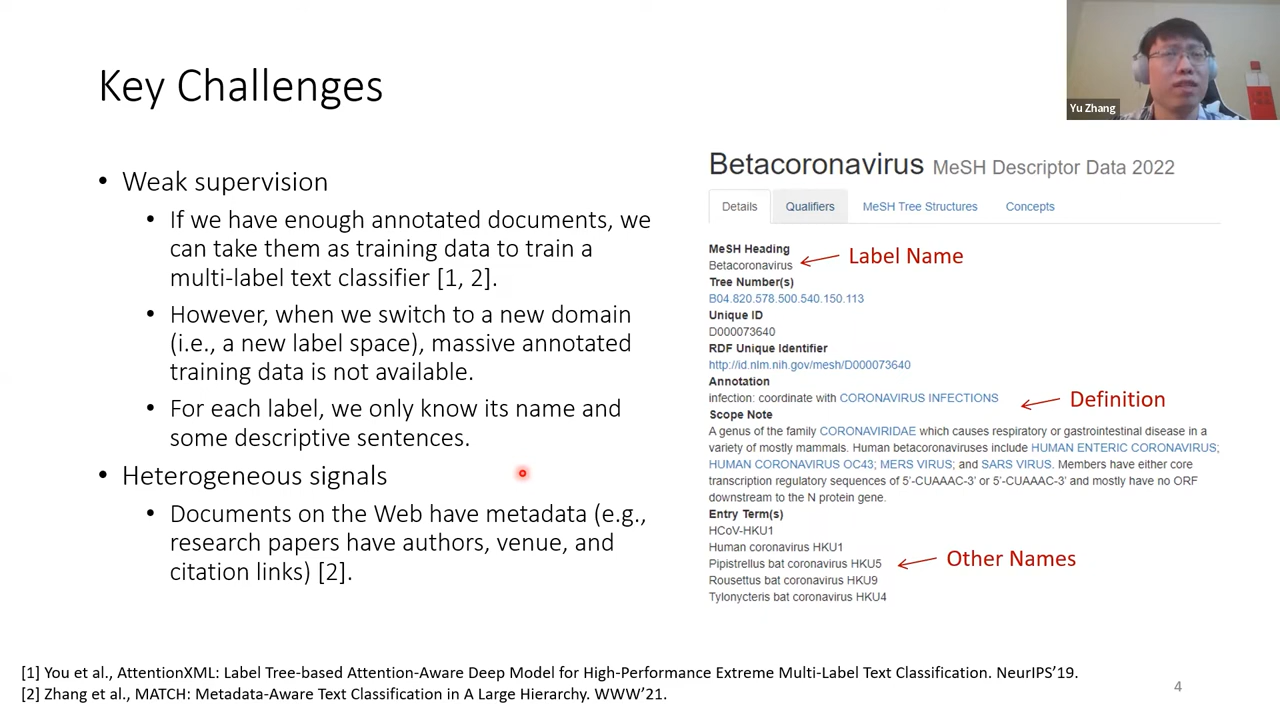 Key Challenges
Yu Zhang
• Weak supervision
• If we have enough annotated documents, we
can take them as training data to train a
multi-label text classifier [1, 2].
• However, when we switch to a new domain
(i.e., a new label space), massive annotated
training data is not available.
• For each label, we only know its name and
some descriptive sentences.
• Heterogeneous signals
• Documents on the Web have metadata (e.g.,
research papers have authors, venue, and
citation links) [2].
Betacoronavirus MeSH Descriptor Data 2022
Details Qualifiers MeSH Tree Structures Concepts
MeSH Heading
Betacoronavirus
Label Name
Tree Number(s)
B04.820.578.500.540.150.113
Unique ID
D000073640
RDF Unique Identifier
http://id.nlm.nih.gov/mesh/D000073640
Annotation
infection: coordinate with CORONAVIRUS INFECTIONS
Definition
Scope Note
A genus of the family CORONAVIRIDAE which causes respiratory or gastrointestinal disease in a
variety of mostly mammals. Human betacoronaviruses include HUMAN ENTERIC CORONAVIRUS;
HUMAN CORONAVIRUS OC43; MERS VIRUS; and SARS VIRUS. Members have either core
transcription regulatory sequences of 5'-CUAAAC-3' or 5'-CUAAAC-3' and mostly have no ORF
downstream to the N protein gene.
Entry Term(s)
HCoV-HKU1
Human coronavirus HKU1
Pipistrellus bat coronavirus HKU5
Other Names
Rousettus bat coronavirus HKU9
Tylonycteris bat coronavirus HKU4
[1] You et al., AttentionXML: Label Tree-based Attention-Aware Deep Model for High-Performance Extreme Multi-Label Text Classification. NeurIPS'19.
[2] Zhang et al., MATCH: Metadata-Aware Text Classification in A Large Hierarchy. WWW'21.
4